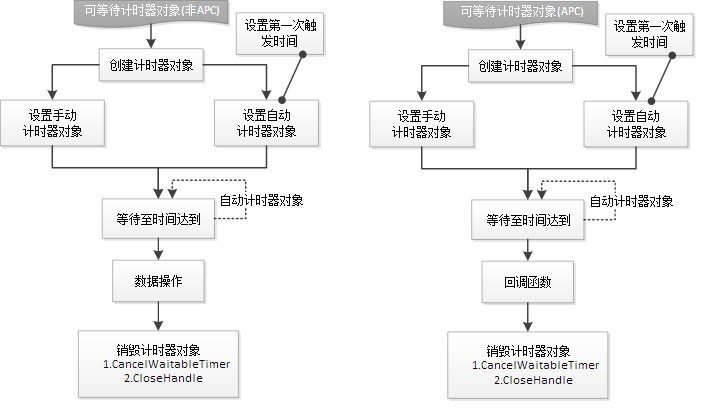 可等待计时器对象(非APC)
设置第一次触
发时间
创建计时器对象
设置手动
计时器对象
设置自动
计时器对象
自动计时器对象
等待至时间达到
数据操作
销毁计时器对象
1.CancelWaitableTimer
2.CloseHandle
可等待计时器对象(APC)
设置第一次触
发时间
创建计时器对象
设置手动
计时器对象
设置自动
计时器对象
自动计时器对象
等待至时间达到
回调函数
销毁计时器对象
1.CancelWaitableTimer
2.CloseHandle